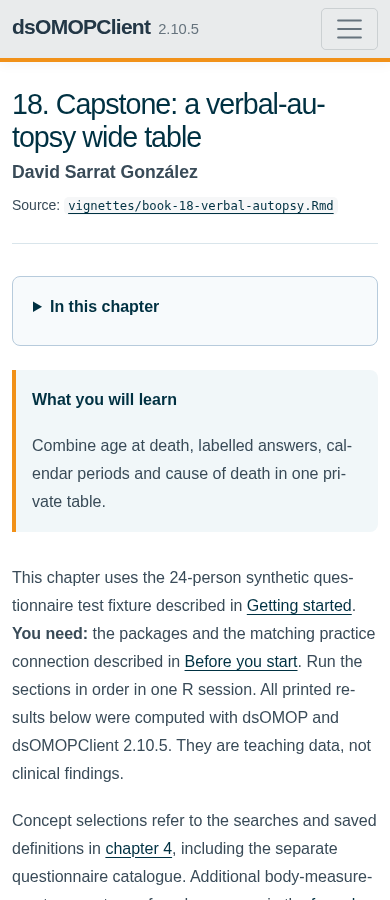 dsOMOPClient 2.10.5
18. Capstone: a verbal-au-
topsy wide table
David Sarrat González
Source: vignettes/book-18-verbal-autopsy.Rmd
In this chapter
What you will learn
Combine age at death, labelled answers, cal-
endar periods and cause of death in one pri-
vate table.
This chapter uses the 24-person synthetic ques-
tionnaire test fixture described in Getting started.
You need: the packages and the matching practice
connection described in Before you start. Run the
sections in order in one R session. All printed re-
sults below were computed with dsOMOP and
dsOMOPClient 2.10.5. They are teaching data, not
clinical findings.
Concept selections refer to the searches and saved
definitions in chapter 4, including the separate
questionnaire catalogue. Additional body-measure-